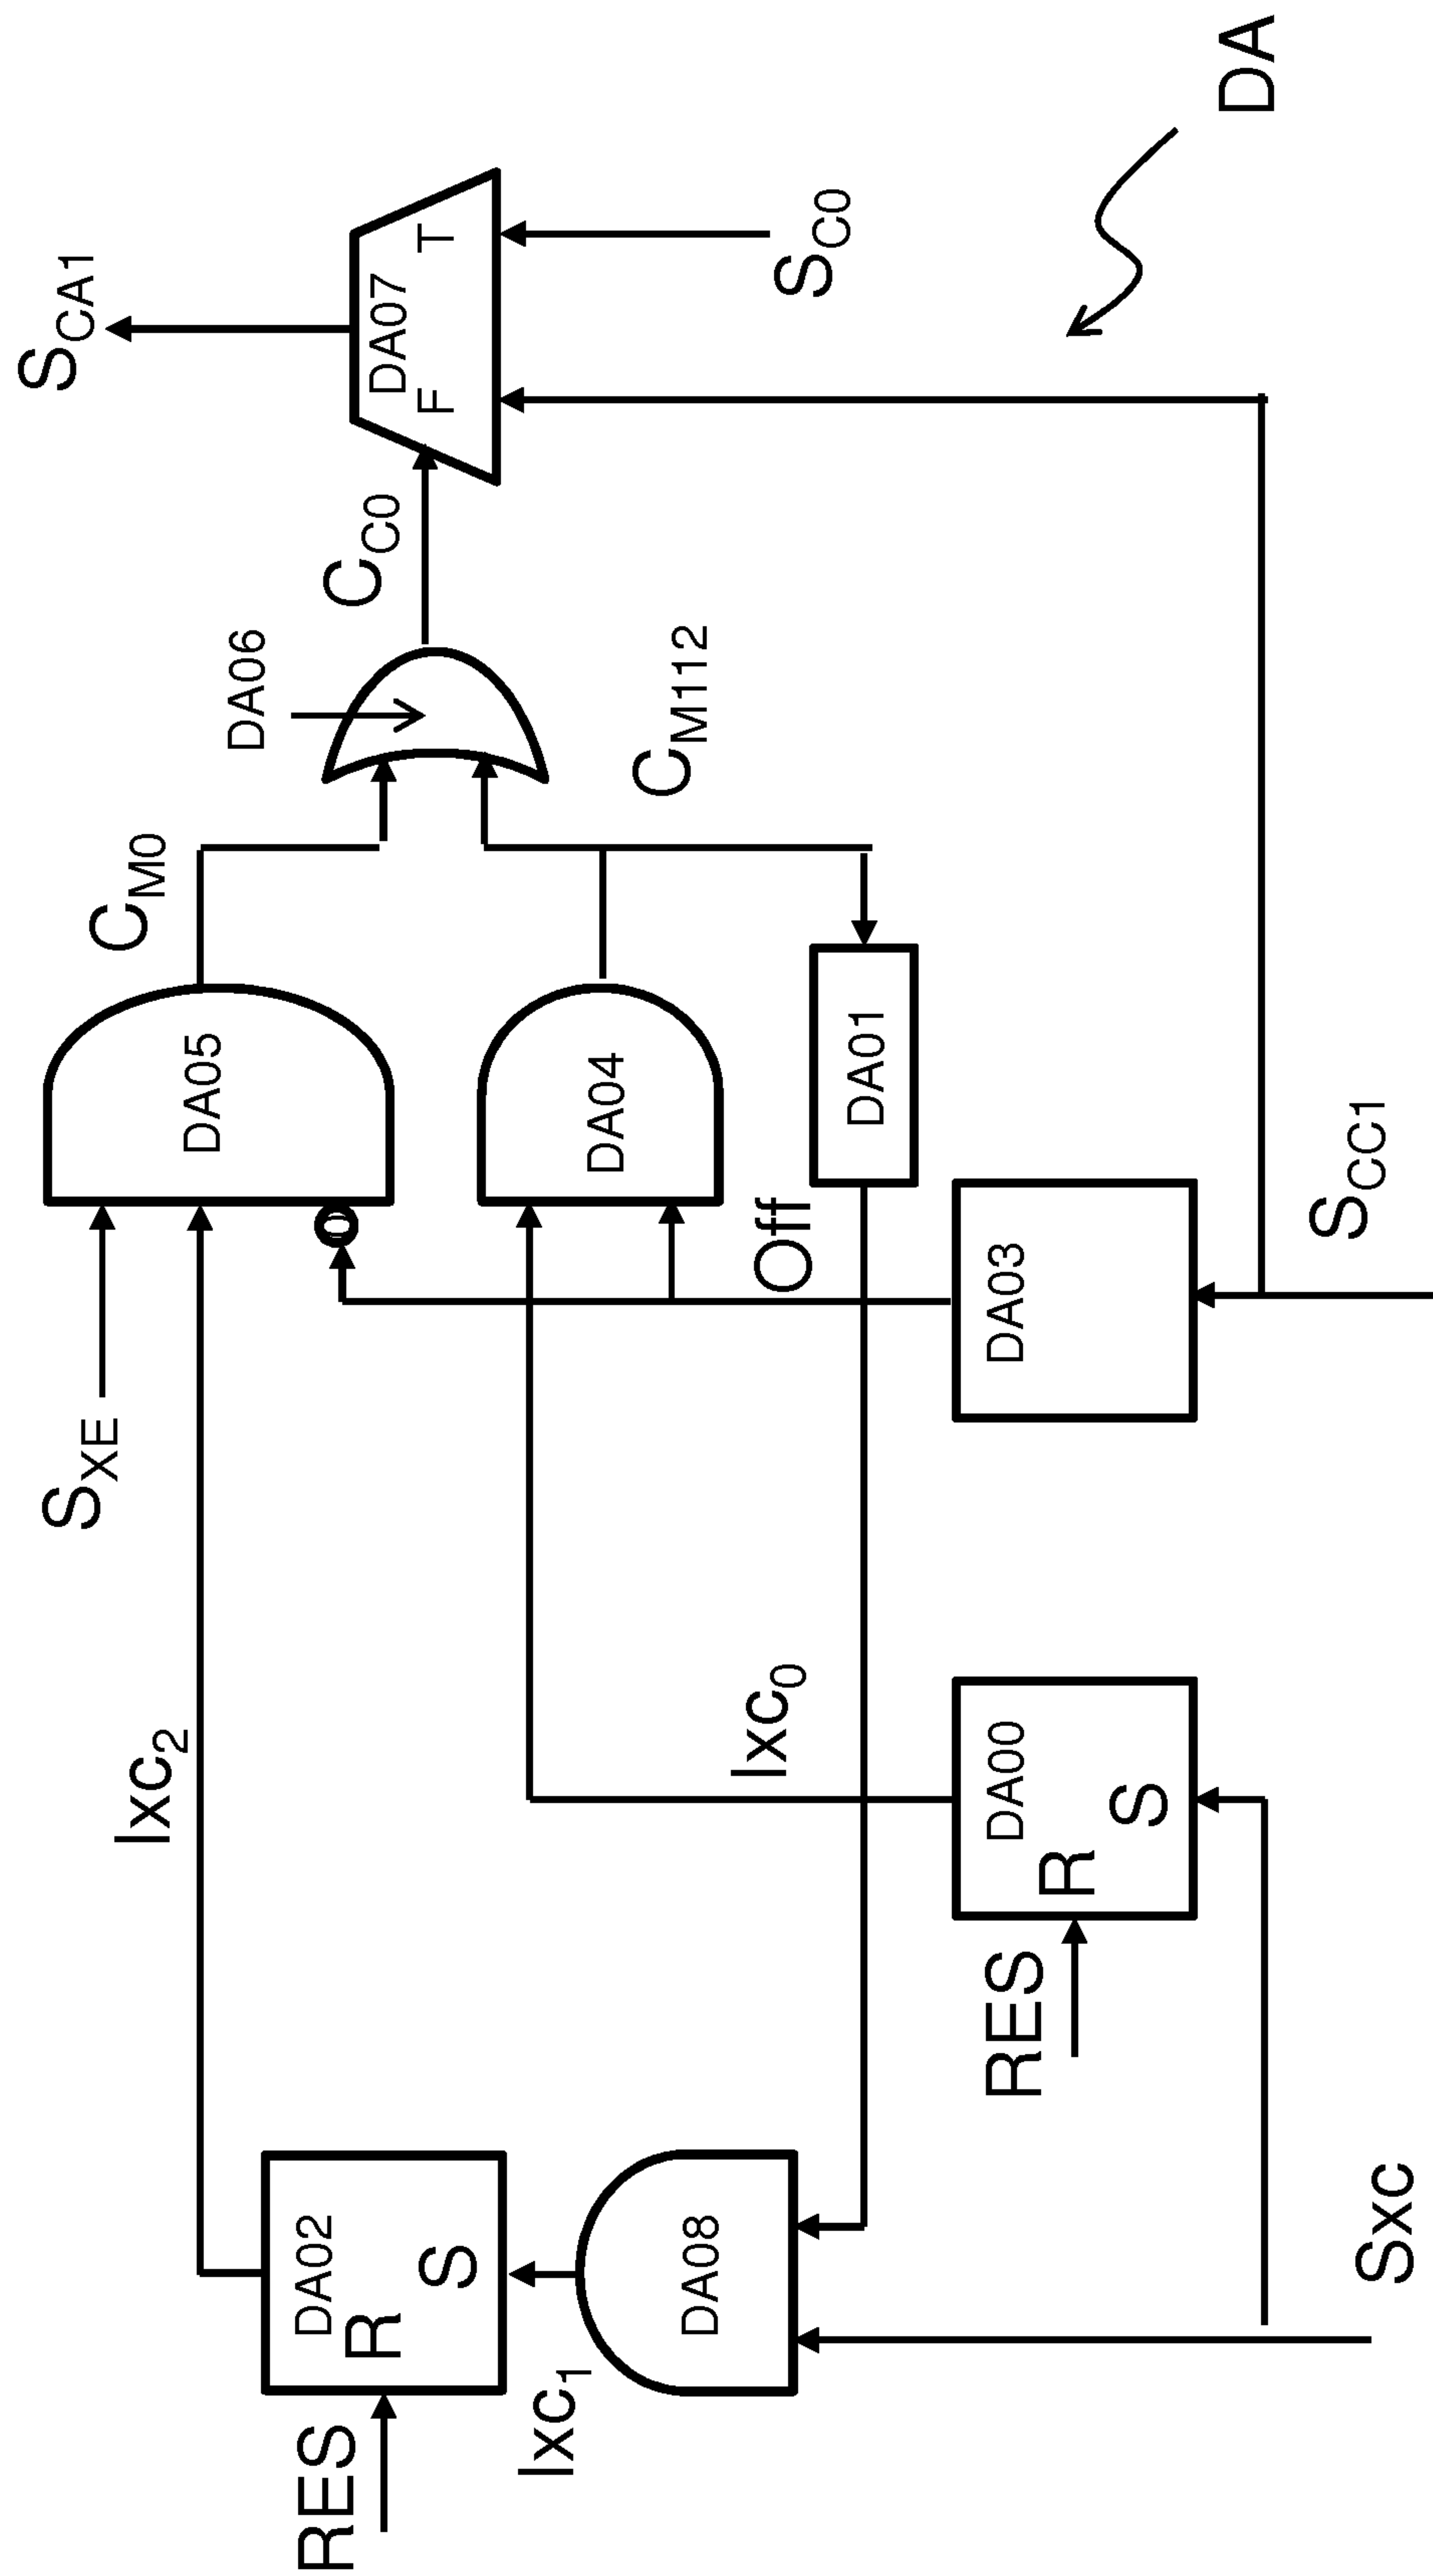 S_CA1
DA07
F
T
S_C0
DA
C_C0
DA06
C_M0
C_M112
DA05
DA04
DA01
Off
S_XE
DA03
S_CC1
Ixc_2
Ixc_0
DA00
R
S
RES
DA02
R
S
RES
Ixc_1
DA08
Sxc